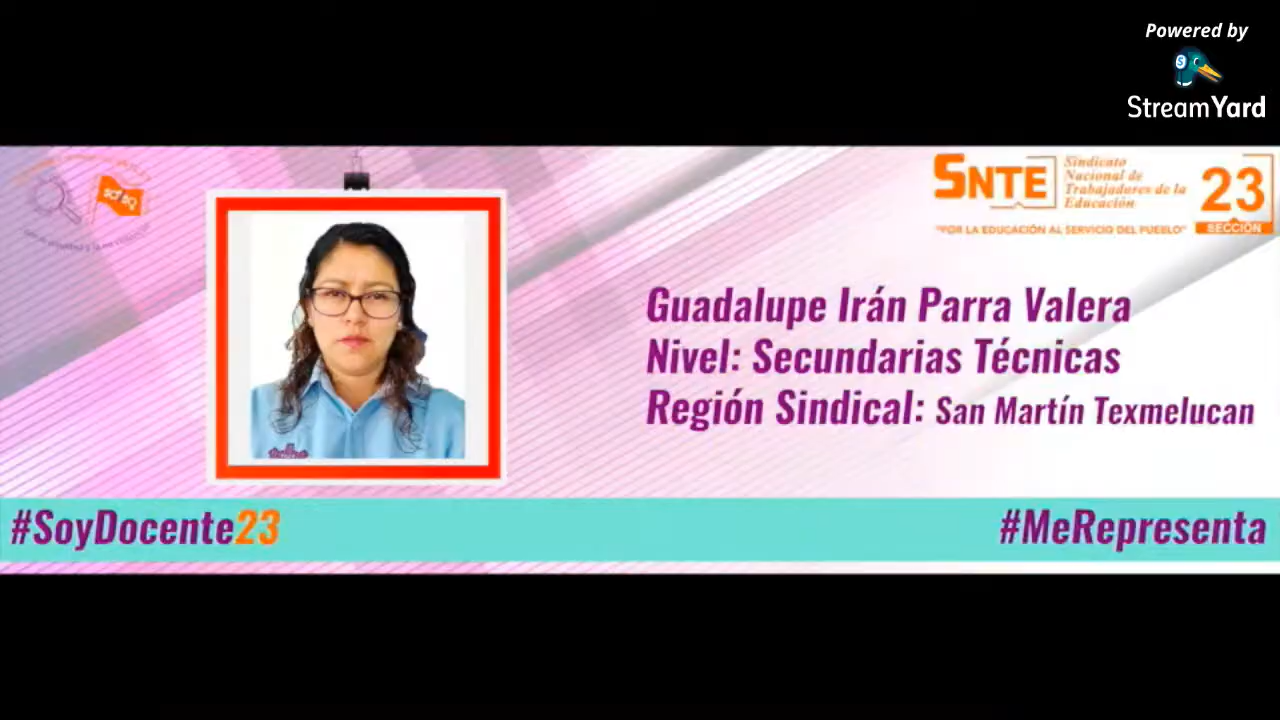 Powered by
StreamYard
SNTE
Sindicato
Nacional de
Trabajadores de la
Educación
23
SECCIÓN
"POR LA EDUCACIÓN AL SERVICIO DEL PUEBLO"
Guadalupe Irán Parra Valera
Nivel: Secundarias Técnicas
Región Sindical: San Martín Texmelucan
#SoyDocente23
#MeRepresenta